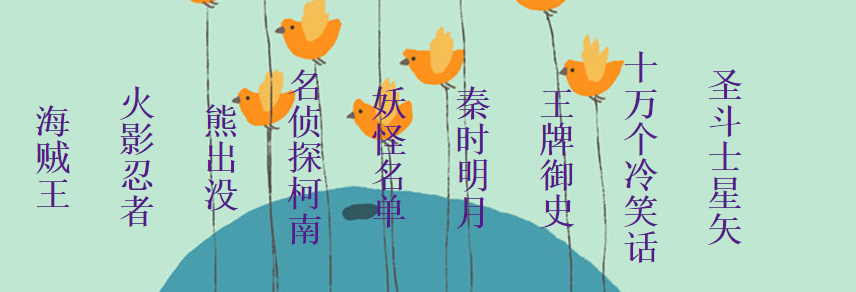 海贼王
火影忍者
熊出没
名侦探柯南
妖怪名单
秦时明月
王牌御史
十万个冷笑话
圣斗士星矢